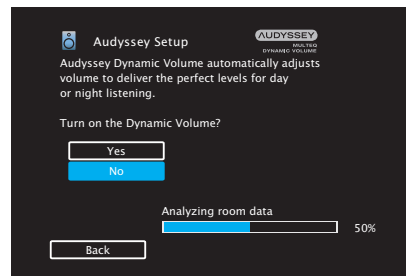 Audyssey Setup
AUDYSSEY
MULTEQ
DYNAMIC VOLUME
Audyssey Dynamic Volume automatically adjusts
volume to deliver the perfect levels for day
or night listening.
Turn on the Dynamic Volume?
Yes
No
Analyzing room data
50%
Back